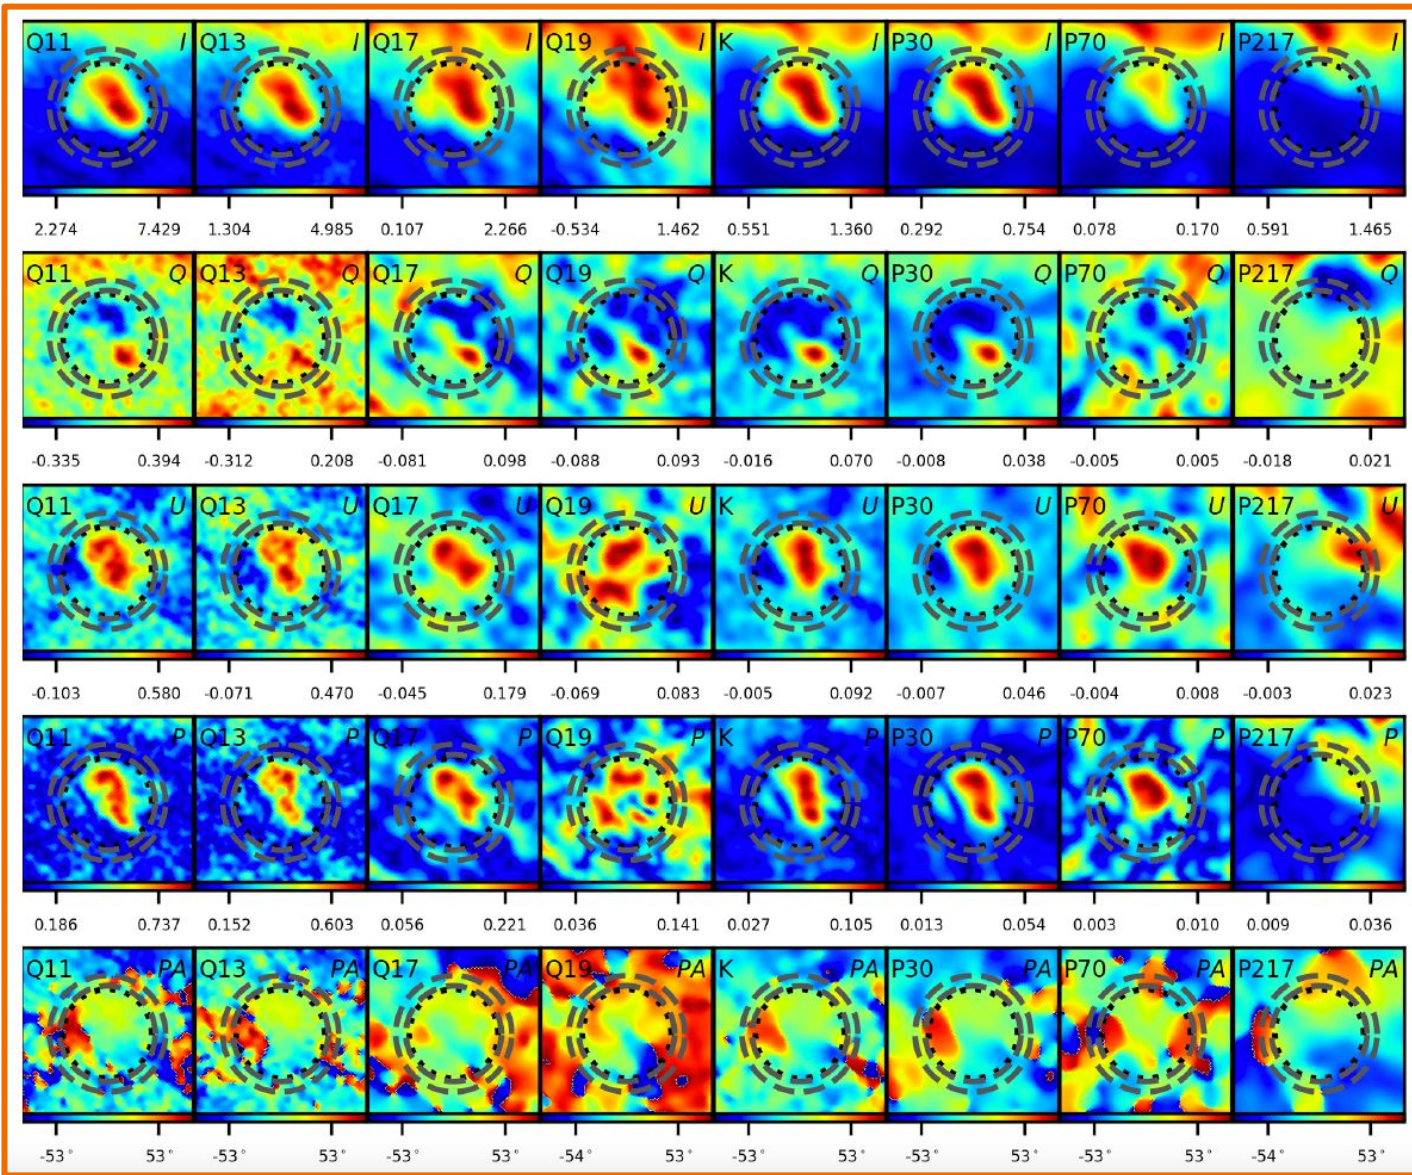 Q11 I Q13 I Q17 I Q19 I K I P30 I P70 I P217 I
2.274 7.429 1.304 4.985 0.107 2.266 -0.534 1.462 0.551 1.360 0.292 0.754 0.078 0.170 0.591 1.465
Q11 Q Q13 Q Q17 Q Q19 Q K Q P30 Q P70 Q P217 Q
-0.335 0.394 -0.312 0.208 -0.081 0.098 -0.088 0.093 -0.016 0.070 -0.008 0.038 -0.005 0.005 -0.018 0.021
Q11 U Q13 U Q17 U Q19 U K U P30 U P70 U P217 U
-0.103 0.580 -0.071 0.470 -0.045 0.179 -0.069 0.083 -0.005 0.092 -0.007 0.046 -0.004 0.008 -0.003 0.023
Q11 P Q13 P Q17 P Q19 P K P P30 P P70 P P217 P
0.186 0.737 0.152 0.603 0.056 0.221 0.036 0.141 0.027 0.105 0.013 0.054 0.003 0.010 0.009 0.036
Q11 PA Q13 PA Q17 PA Q19 PA K PA P30 PA P70 PA P217 PA
-53° 53° -53° 53° -53° 53° -54° 53° -53° 53° -53° 53° -53° 53° -54° 53°